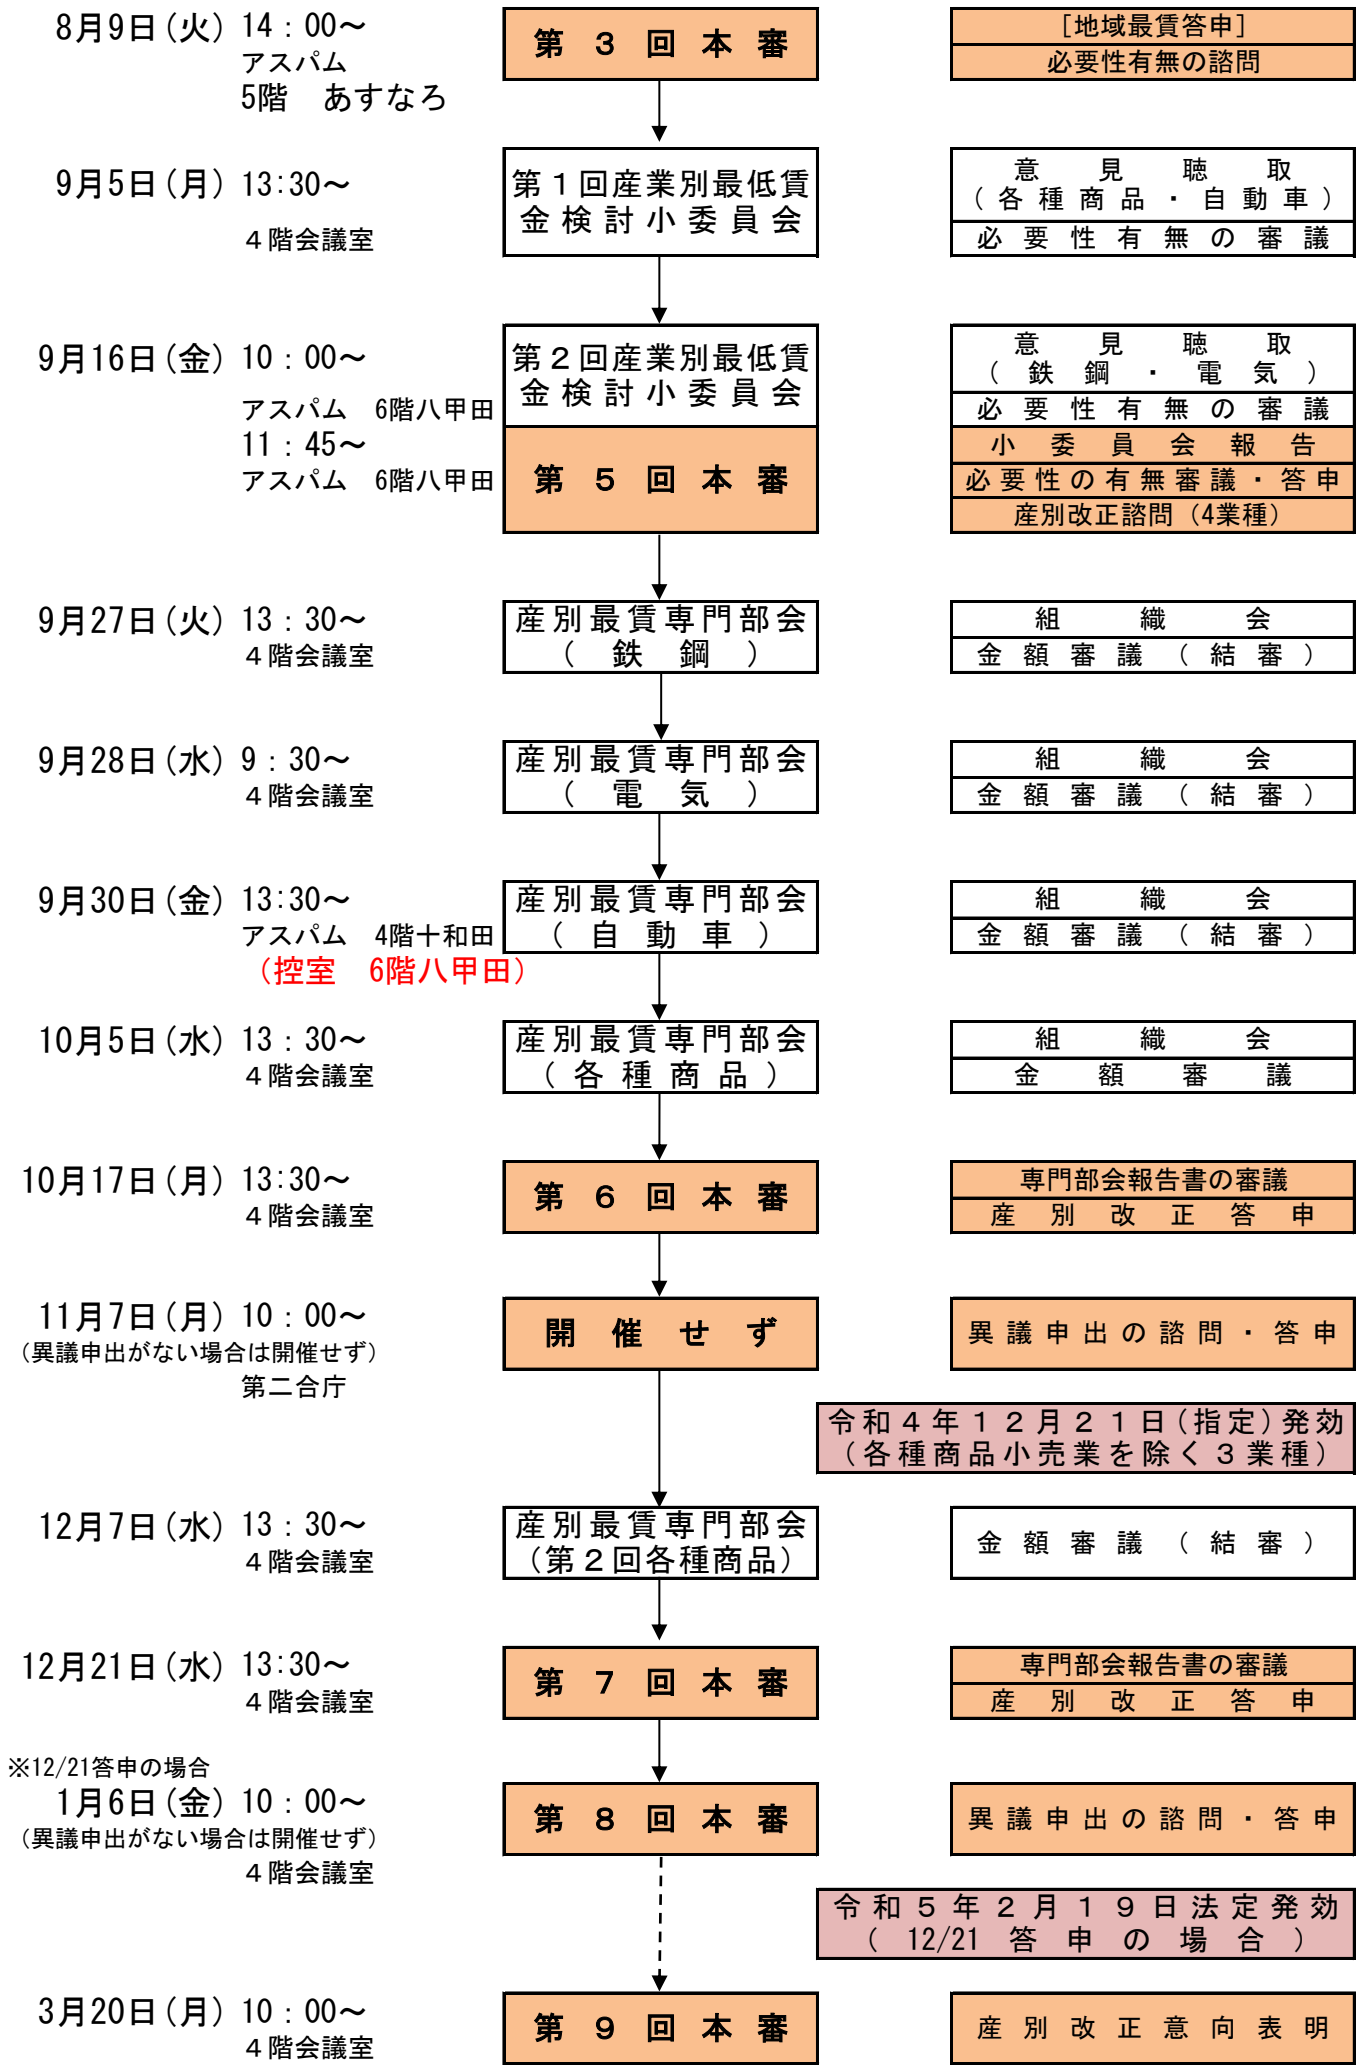 8月9日(火) 14：00～
アスパム
5階　あすなろ
第３回本審
[地域最賃答申]
必要性有無の諮問
9月5日(月) 13:30～
４階会議室
第１回産業別最低賃
金検討小委員会
意見聴取
（各種商品・自動車）
必要性有無の審議
9月16日(金) 10：00～
アスパム　6階八甲田
11：45～
アスパム　6階八甲田
第２回産業別最低賃
金検討小委員会
第５回本審
意見聴取
（鉄鋼・電気）
必要性有無の審議
小委員会報告
必要性の有無審議・答申
産別改正諮問（4業種）
9月27日(火) 13：30～
４階会議室
産別最賃専門部会
（鉄鋼）
組織会
金額審議（結審）
9月28日(水) 9：30～
４階会議室
産別最賃専門部会
（電気）
組織会
金額審議（結審）
9月30日(金) 13:30～
アスパム　4階十和田
（控室　6階八甲田）
産別最賃専門部会
（自動車）
組織会
金額審議（結審）
10月5日(水) 13：30～
４階会議室
産別最賃専門部会
（各種商品）
組織会
金額審議
10月17日(月) 13:30～
４階会議室
第６回本審
専門部会報告書の審議
産別改正答申
11月7日(月) 10：00～
（異議申出がない場合は開催せず）
第二合庁
開催せず
異議申出の諮問・答申
令和４年１２月２１日(指定)発効
（各種商品小売業を除く３業種）
12月7日(水) 13：30～
４階会議室
産別最賃専門部会
（第２回各種商品）
金額審議（結審）
12月21日(水) 13:30～
４階会議室
第７回本審
専門部会報告書の審議
産別改正答申
※12/21答申の場合
1月6日(金) 10：00～
（異議申出がない場合は開催せず）
４階会議室
第８回本審
異議申出の諮問・答申
令和５年２月１９日法定発効
（12/21答申の場合）
3月20日(月) 10：00～
４階会議室
第９回本審
産別改正意向表明